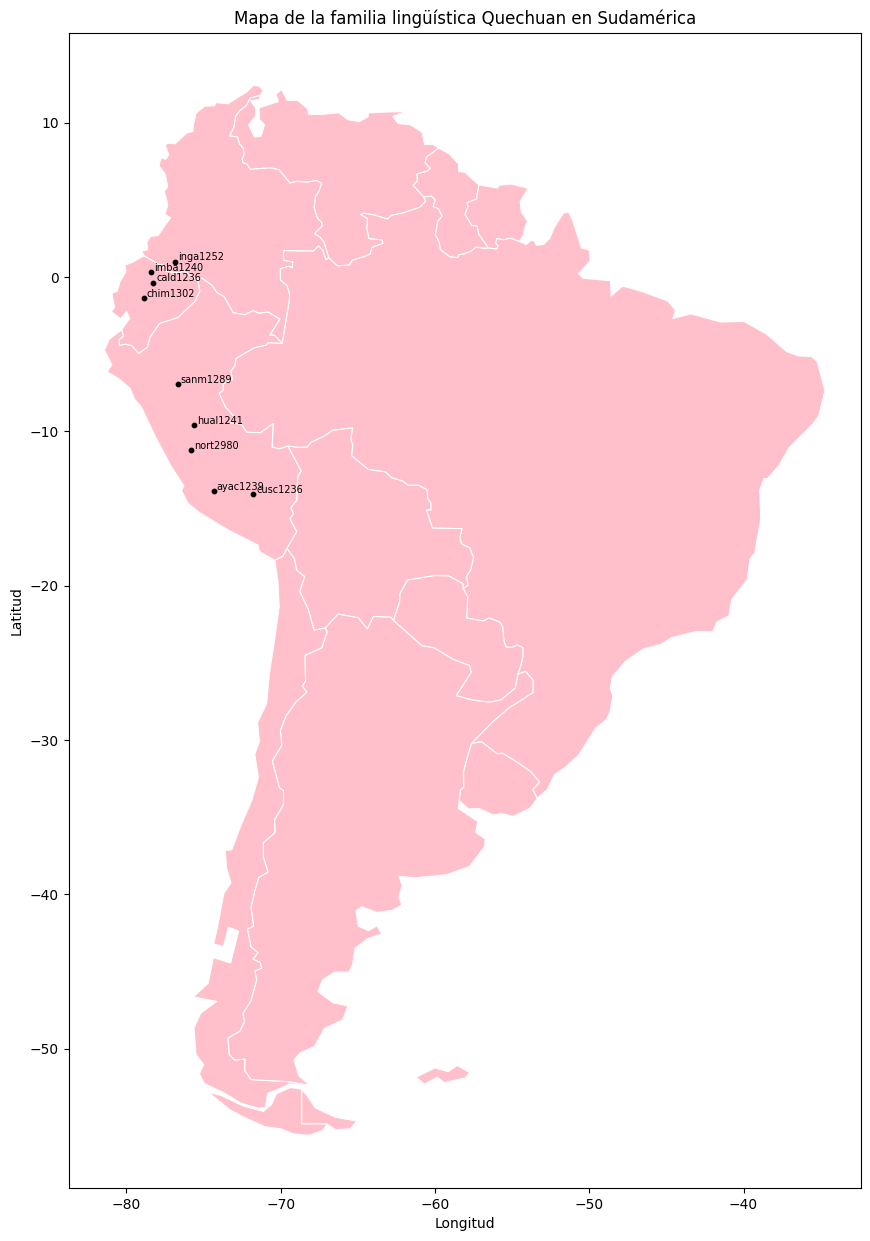 Mapa de la familia lingüística Quechuan en Sudamérica
10
0
−10
−20
−30
−40
−50
Latitud
inga1252
imba1240
cald1236
chim1302
sanm1289
hual1241
nort2980
ayac1239
cusc1236
−80
−70
−60
−50
−40
Longitud